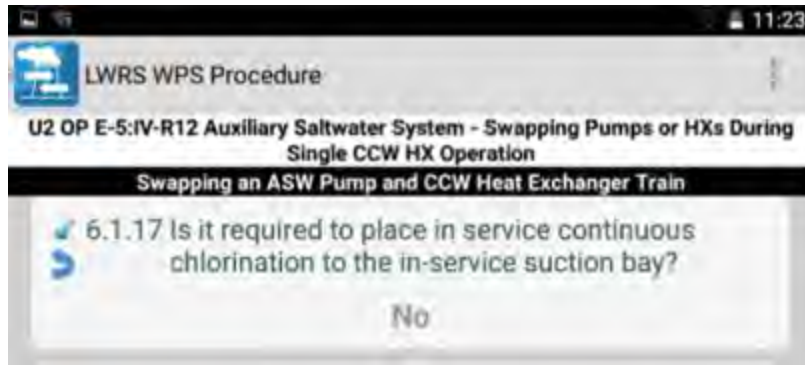 11:23
LWRS WPS Procedure
U2 OP E-5:IV-R12 Auxiliary Saltwater System - Swapping Pumps or HXs During
Single CCW HX Operation
Swapping an ASW Pump and CCW Heat Exchanger Train
6.1.17 Is it required to place in service continuous
chlorination to the in-service suction bay?
No